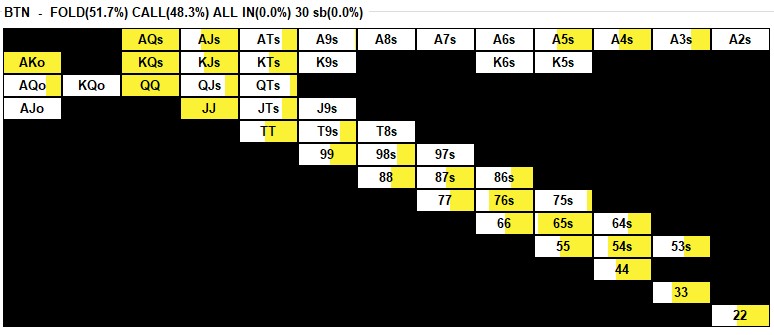 BTN - FOLD(51.7%) CALL(48.3%) ALL IN(0.0%) 30 sb(0.0%)
AQs AJs ATs A9s A8s A7s A6s A5s A4s A3s A2s
AKo KQs KJs KTs K9s K6s K5s
AQo KQo QQ QJs QTs
AJo JJ JTs J9s
TT T9s T8s
99 98s 97s
88 87s 86s
77 76s 75s
66 65s 64s
55 54s 53s
44
33
22